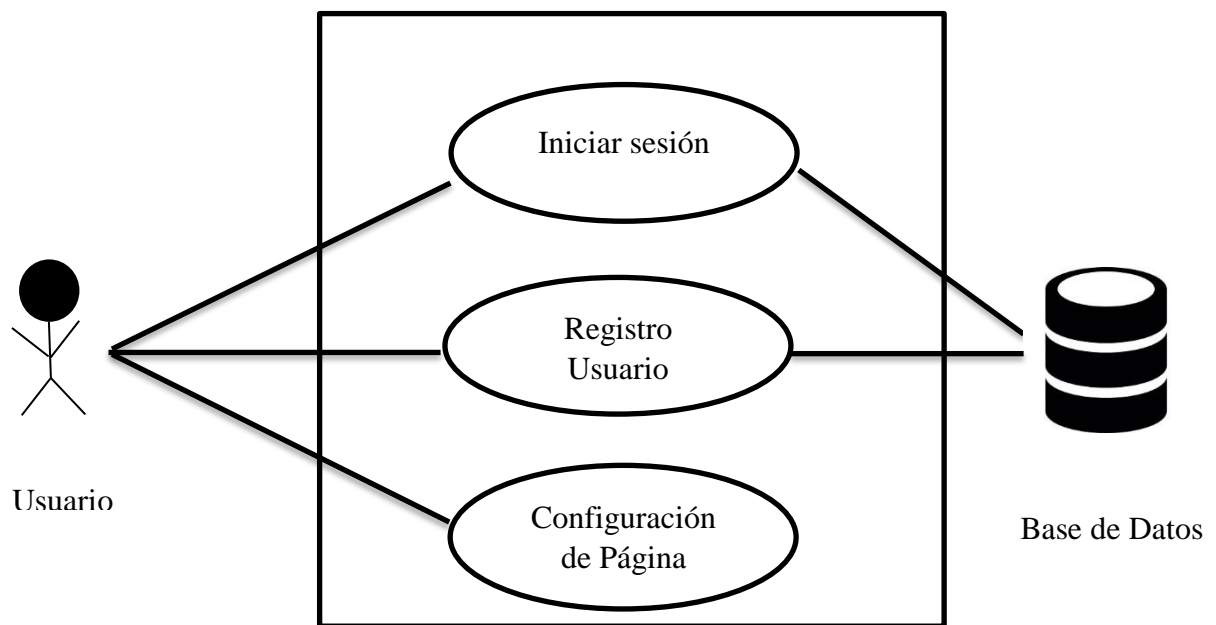 Iniciar sesión
Registro
Usuario
Configuración
de Página
Usuario
Base de Datos